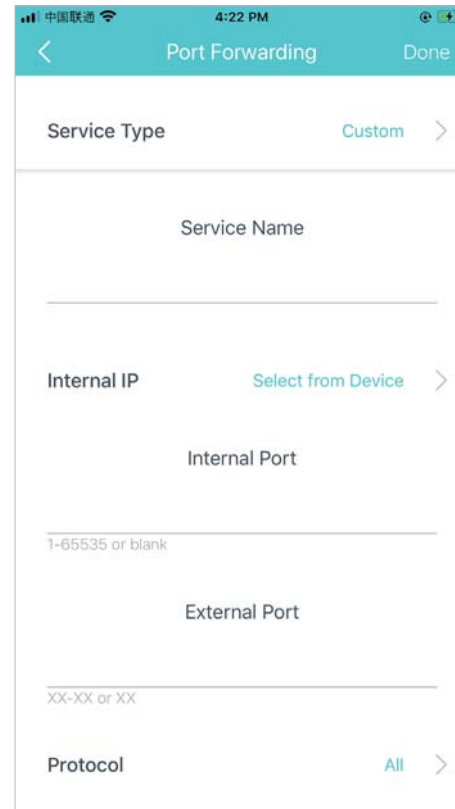 中国联通 4:22 PM
Port Forwarding Done
Service Type Custom
Service Name
Internal IP Select from Device
Internal Port
1-65535 or blank
External Port
XX-XX or XX
Protocol All